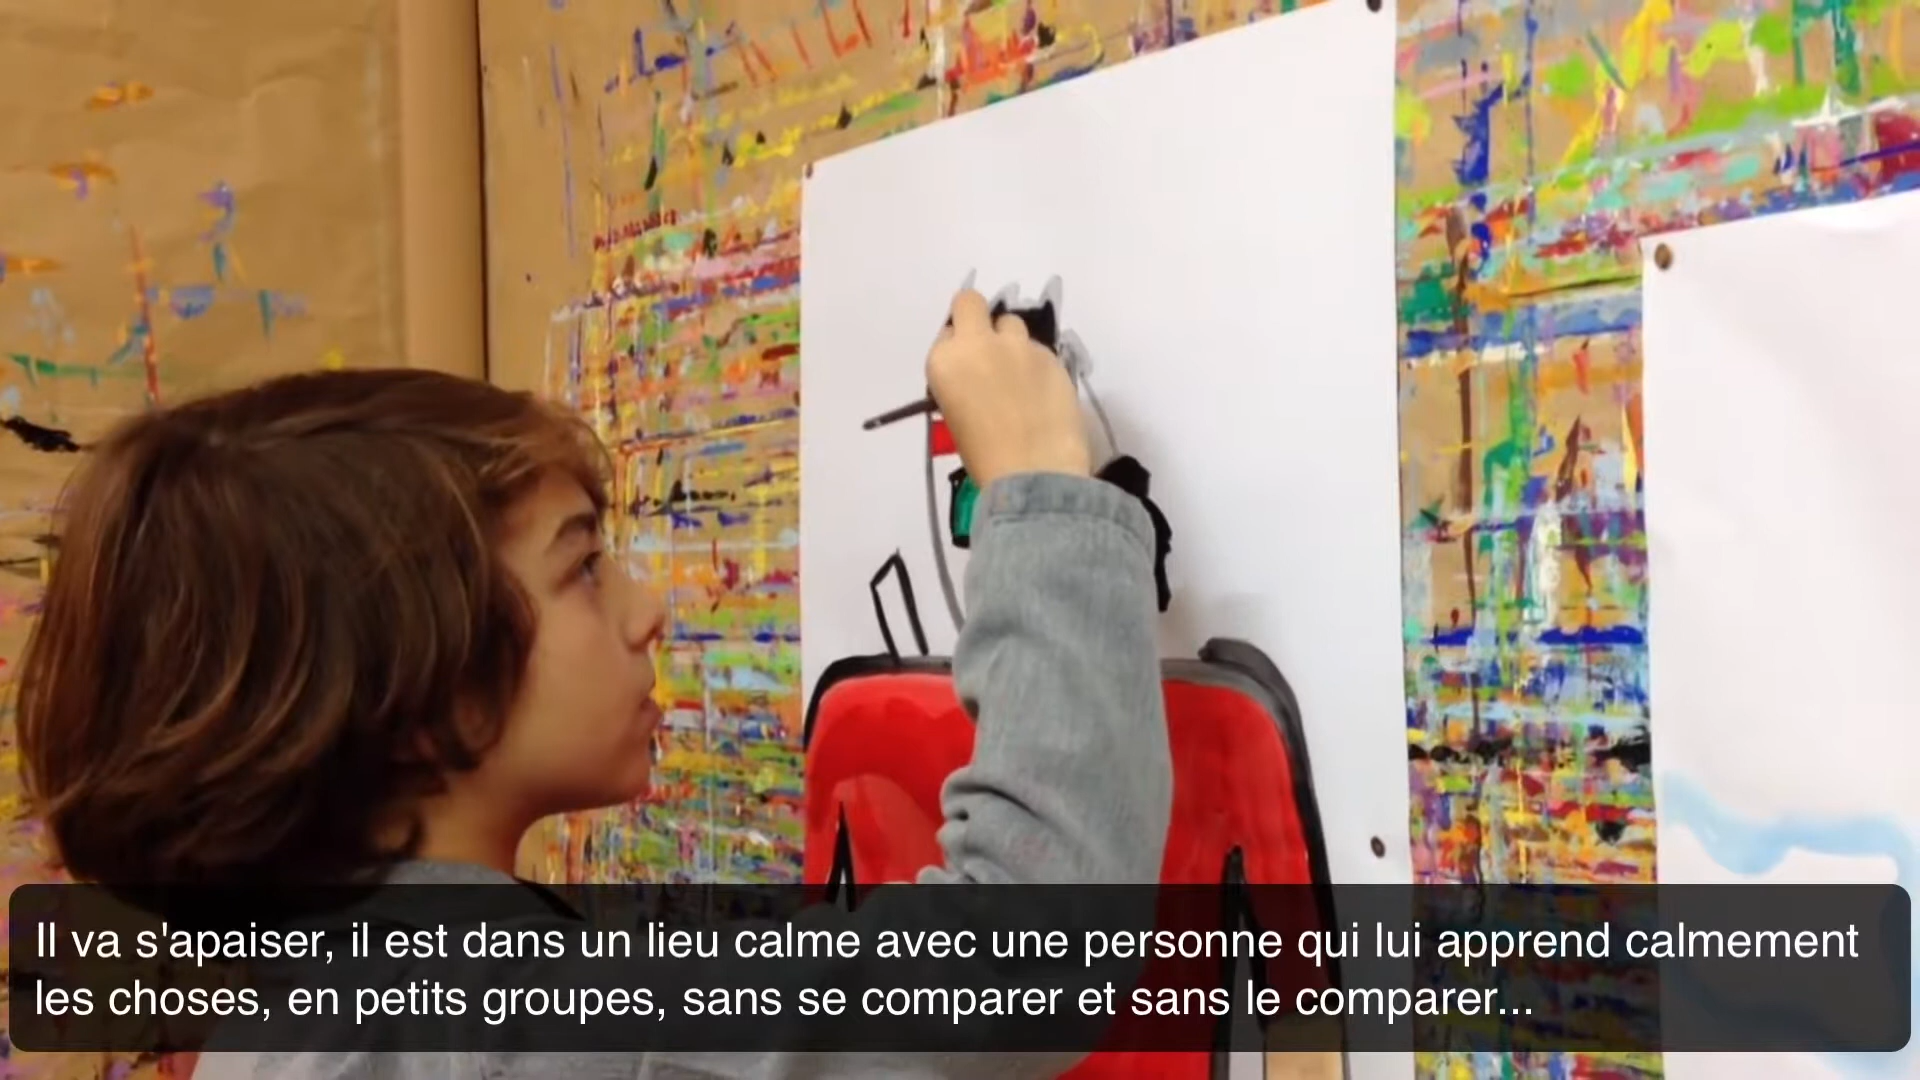 Il va s'apaiser, il est dans un lieu calme avec une personne qui lui apprend calmement
les choses, en petits groupes, sans se comparer et sans le comparer...